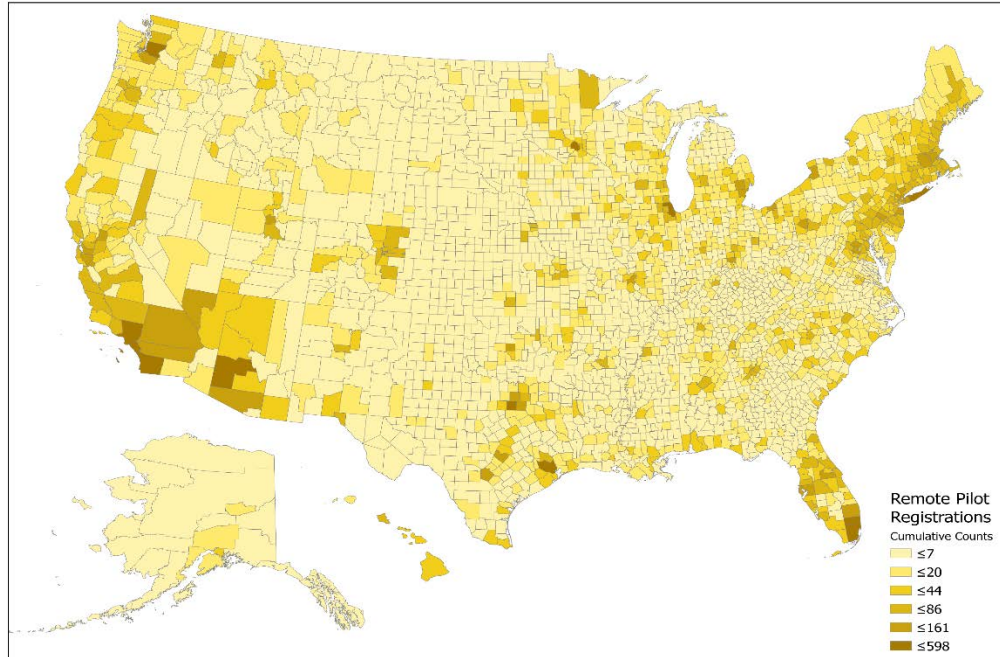 Remote Pilot
Registrations
Cumulative Counts
≤7
≤20
≤44
≤86
≤161
≤598